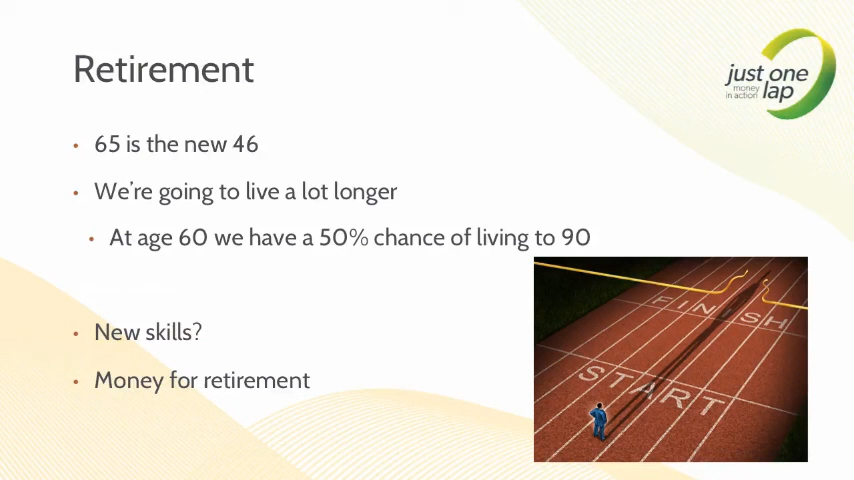 Retirement
just one
money
in action
lap
• 65 is the new 46
• We're going to live a lot longer
• At age 60 we have a 50% chance of living to 90
• New skills?
• Money for retirement
FINISH
START